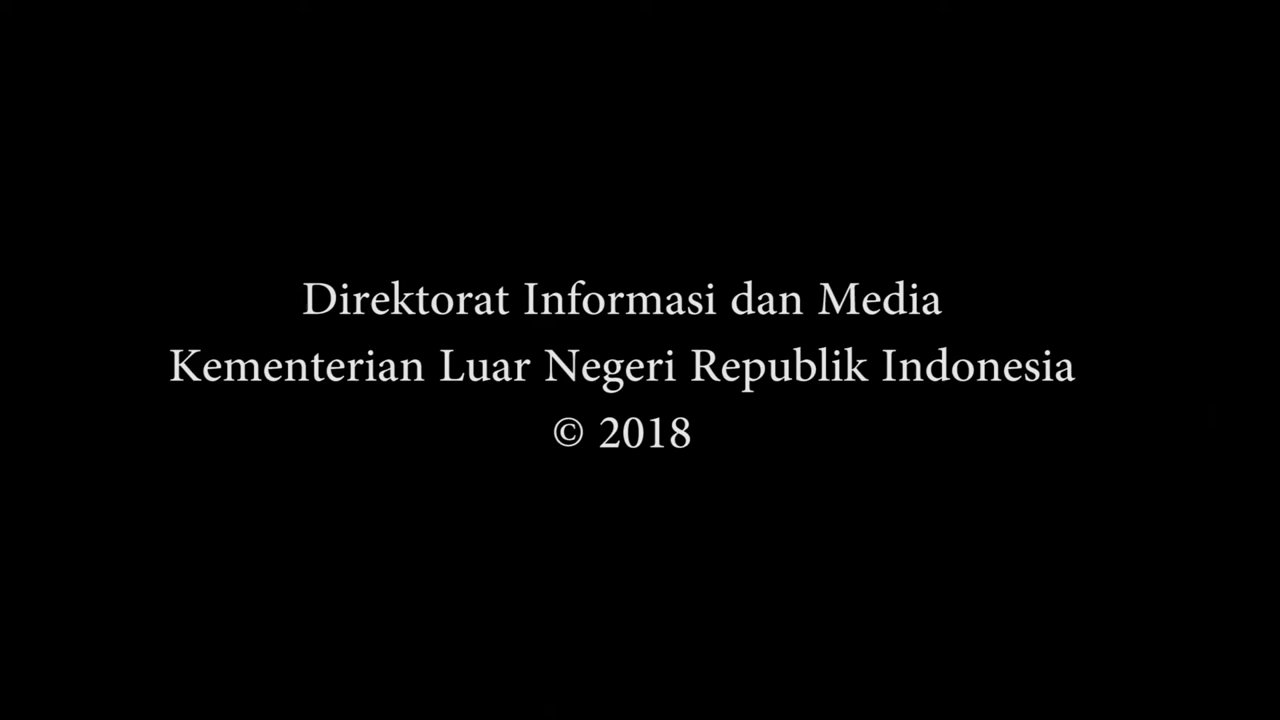 Direktorat Informasi dan Media
Kementerian Luar Negeri Republik Indonesia
© 2018